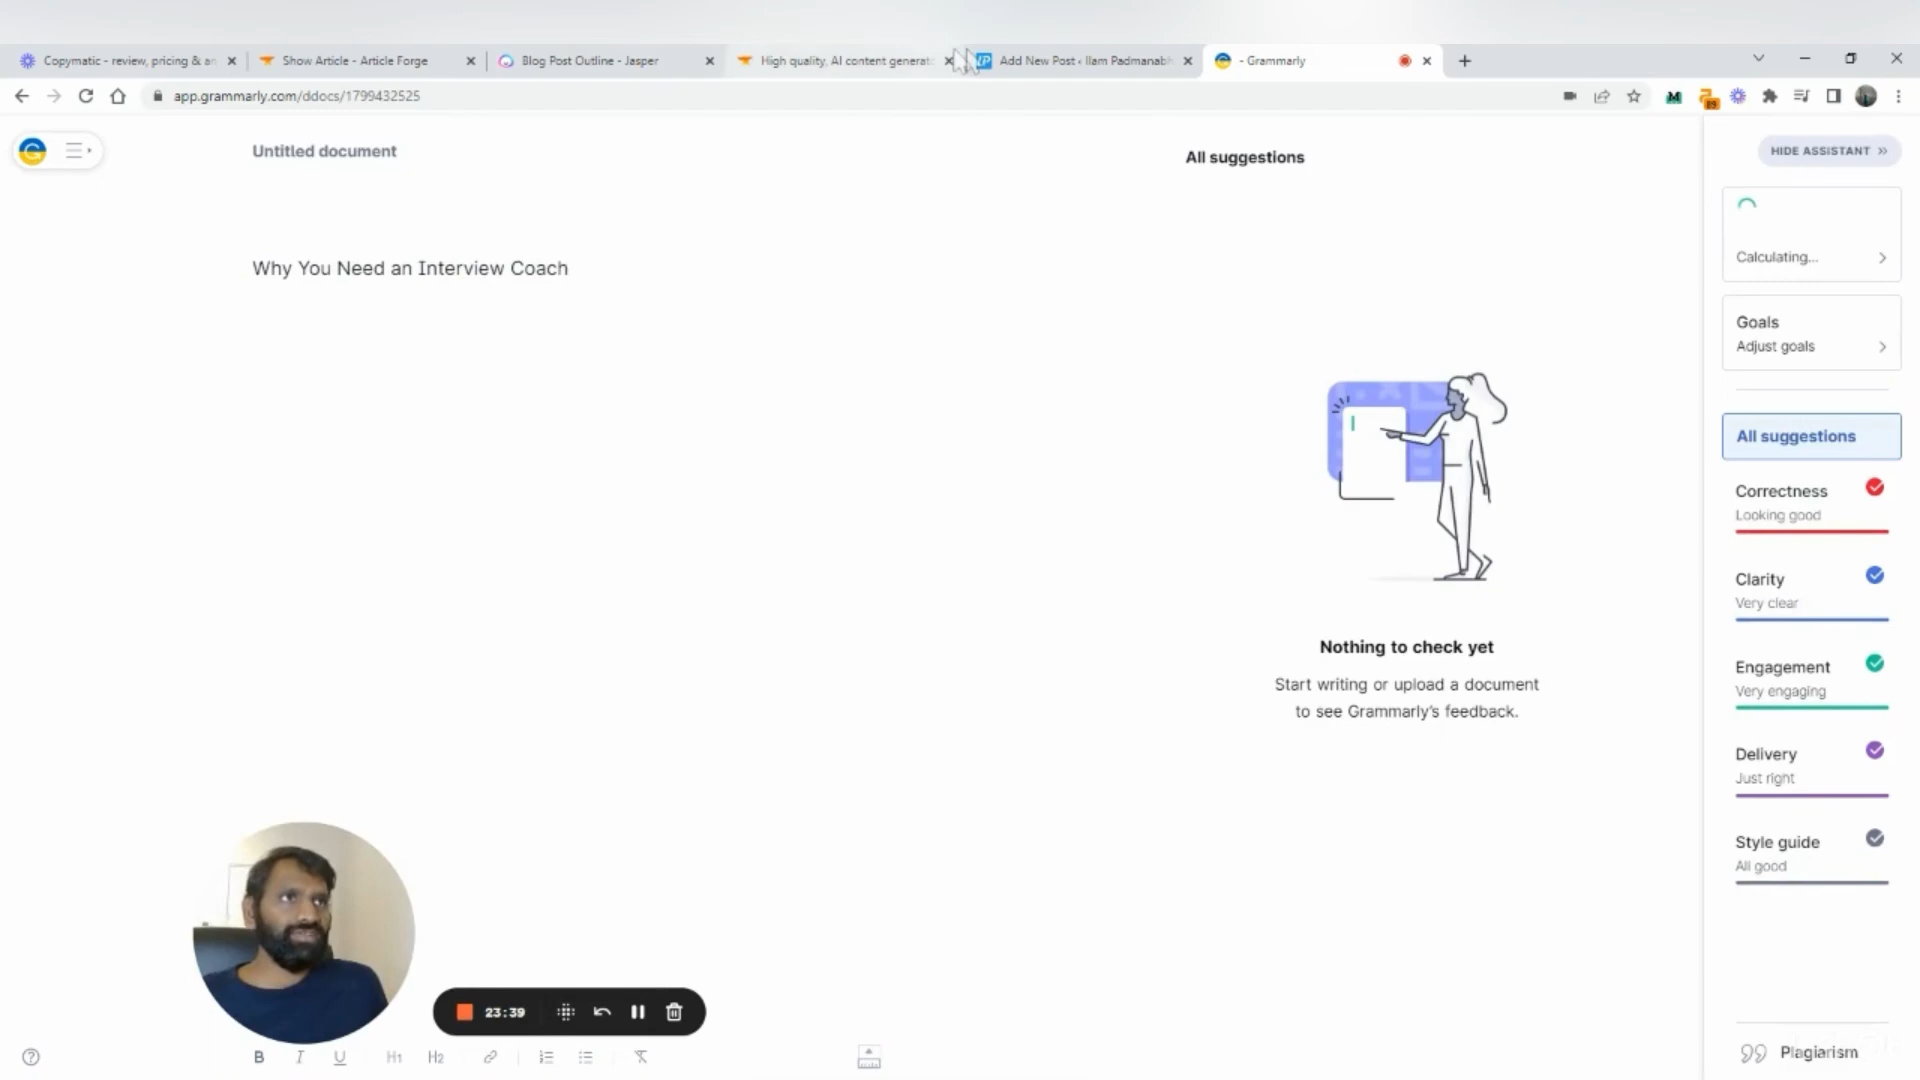 Copymatic - review, pricing & an
Show Article - Article Forge
Blog Post Outline - Jasper
High quality, AI content generat
Add New Post ‹ Ilam Padmanabh
- Grammarly
app.grammarly.com/ddocs/1799432525
89
Untitled document
All suggestions
HIDE ASSISTANT
Why You Need an Interview Coach
Calculating...
Goals
Adjust goals
All suggestions
Correctness
Looking good
Clarity
Very clear
Engagement
Very engaging
Delivery
Just right
Style guide
All good
Nothing to check yet
Start writing or upload a document
to see Grammarly's feedback.
23:39
B I U H1 H2
Plagiarism